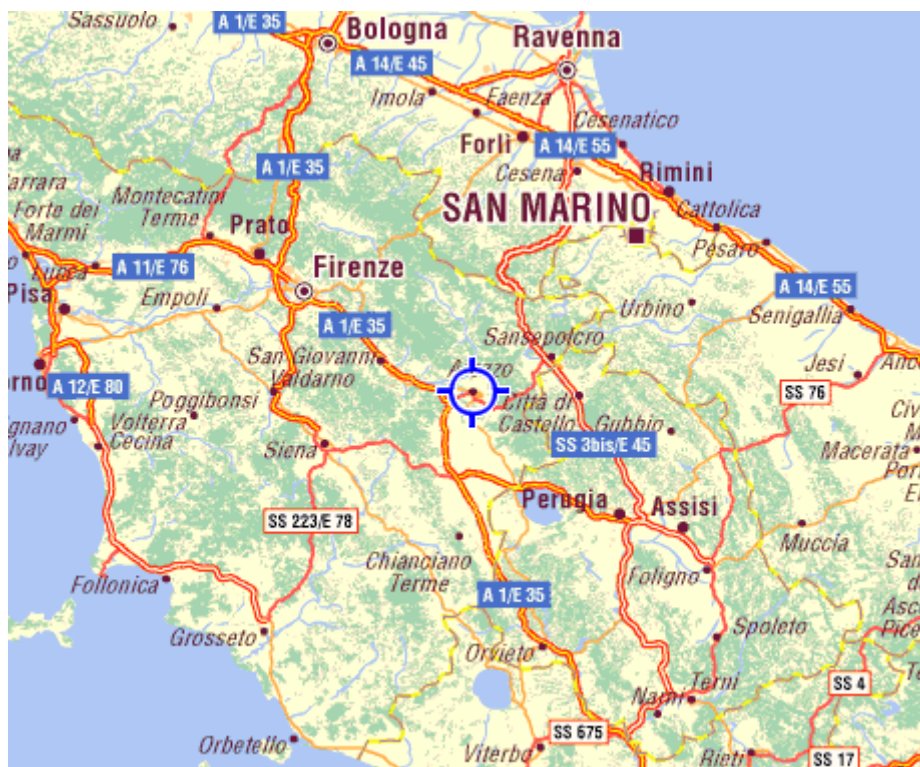 Sassuolo
A 1/E 35
Bologna
Ravenna
A 14/E 45
Imola
Faenza
Cesenatico
Forlì
A 14/E 55
A 1/E 35
Cesena
Rimini
Montecatini
Terme
SAN MARINO
Forte dei
Marmi
Prato
Cattolica
Pesaro
Lucca
A 11/E 76
Firenze
A 14/E 55
Pisa
Empoli
Urbino
Senigallia
A 1/E 35
Sansepolcro
San Giovanni
Valdarno
Jesi
A 12/E 80
SS 76
Poggibonsi
Città di
Castello
Volterra
Cecina
Gubbio
Siena
SS 3bis/E 45
Macerata
Perugia
Assisi
SS 223/E 78
Muccia
Chianciano
Terme
Foligno
Follonica
A 1/E 35
Grosseto
Spoleto
Orvieto
Narni
Terni
SS 4
Orbetello
SS 675
Viterbo
Rieti
SS 17